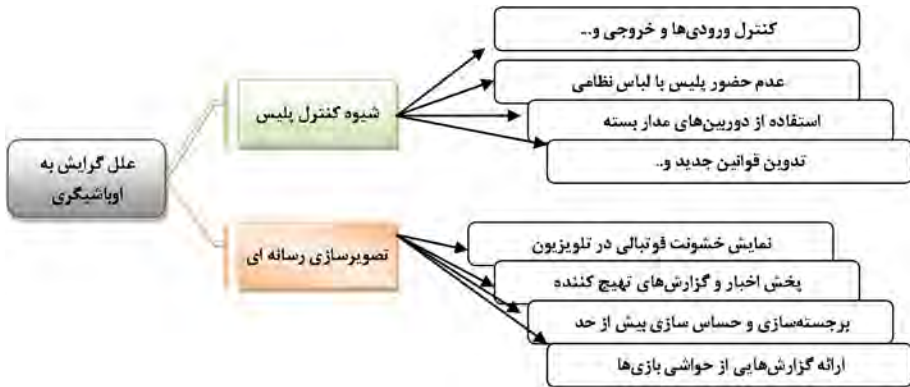 علل گرایش به
اوباشیگری
شیوه کنترل پلیس
کنترل ورودی‌ها و خروجی و...
عدم حضور پلیس با لباس نظامی
استفاده از دوربین‌های مدار بسته
تدوین قوانین جدید و..
تصویرسازی رسانه ای
نمایش خشونت فوتبالی در تلویزیون
پخش اخبار و گزارش‌های تهیج کننده
برجسته‌سازی و حساس سازی بیش از حد
ارائه گزارش‌هایی از حواشی بازی‌ها